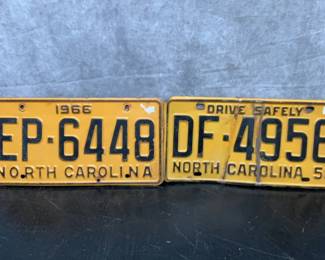 1966
EP-6448
NORTH CAROLINA
DRIVE SAFELY
DF-4956
NORTH CAROLINA